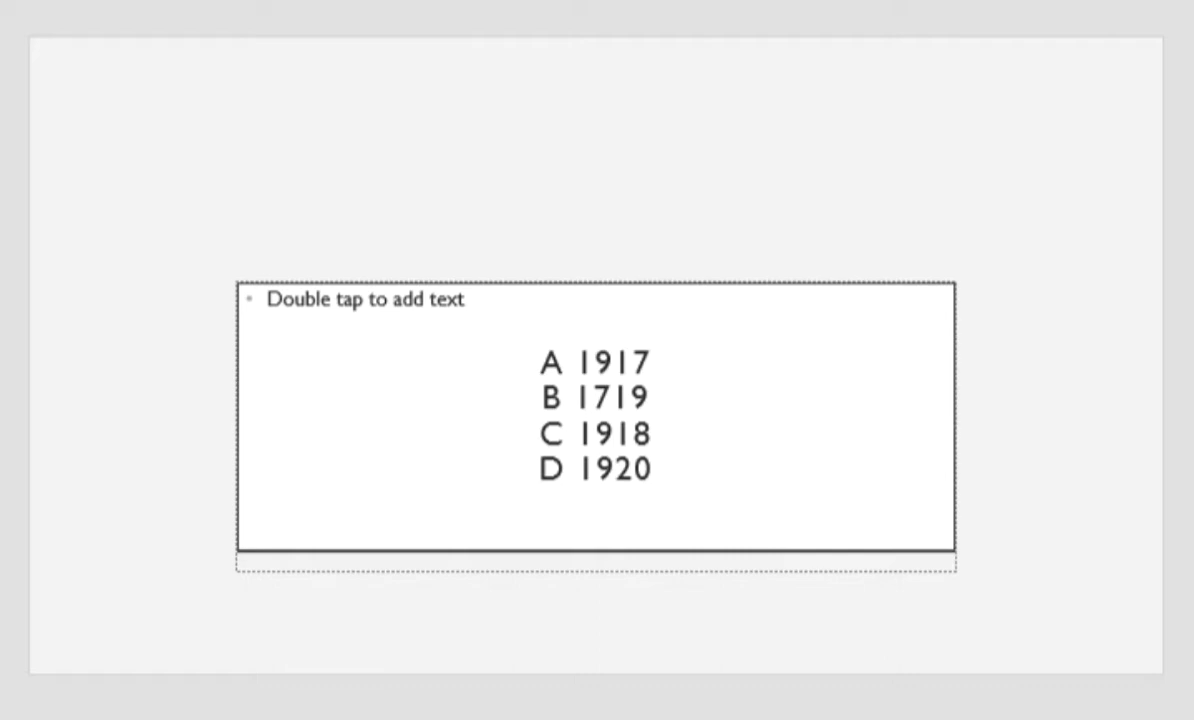 • Double tap to add text
A 1917
B 1719
C 1918
D 1920